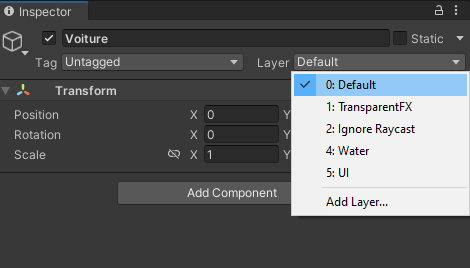 Inspector
Voiture Static
Tag Untagged Layer Default
0: Default
Transform
1: TransparentFX
Position X 0 Y
2: Ignore Raycast
Rotation X 0 Y
4: Water
Scale X 1 Y
5: UI
Add Component
Add Layer...